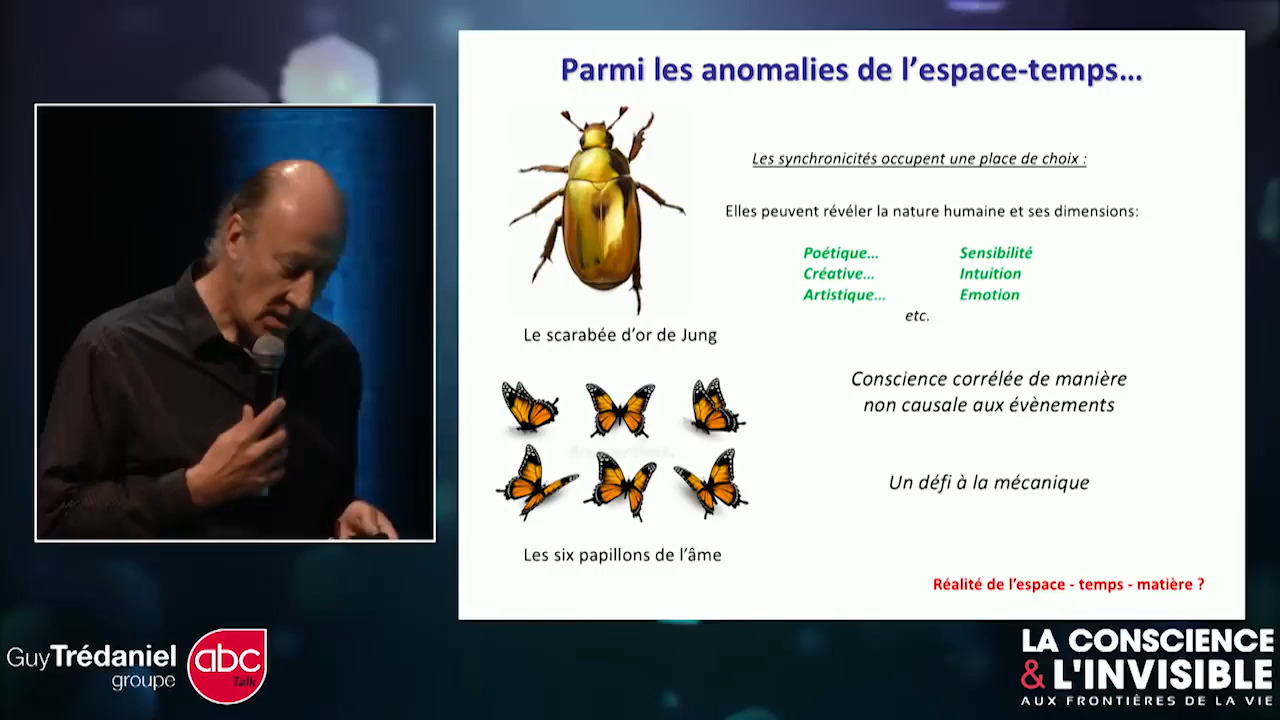 Parmi les anomalies de l’espace-temps...
Les synchronicités occupent une place de choix :
Elles peuvent révéler la nature humaine et ses dimensions:
Poétique... Sensibilité
Créative... Intuition
Artistique... Emotion
etc.
Le scarabée d’or de Jung
Conscience corrélée de manière
non causale aux évènements
Un défi à la mécanique
Les six papillons de l’âme
Réalité de l’espace - temps - matière ?
Guy Trédaniel
groupe
abc
Talk
LA CONSCIENCE
& L'INVISIBLE
AUX FRONTIÈRES DE LA VIE